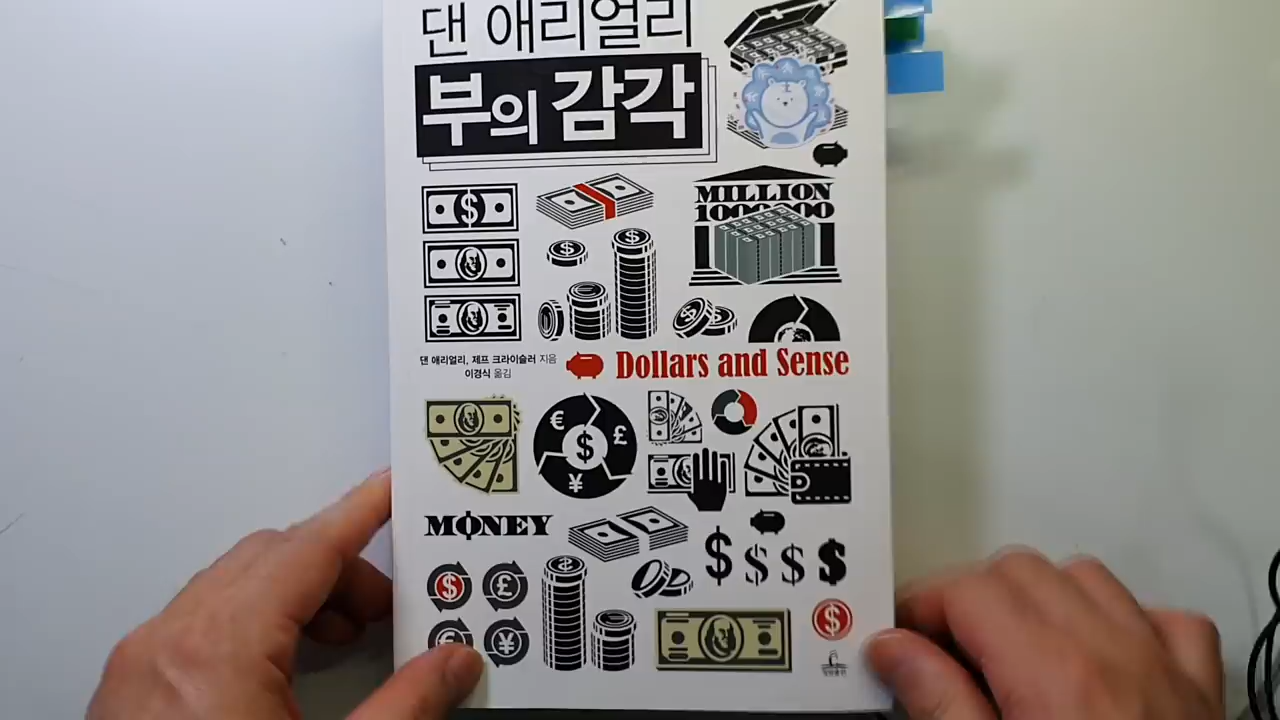 댄 애리얼리
부의 감각
$
MILLION
1000000
$
$
$
$
댄 애리얼리, 제프 크라이슬러 지음
이경식 옮김
Dollars and Sense
€
£
$
¥
MONEY
$ $ $ $
$ £
€ ¥
$